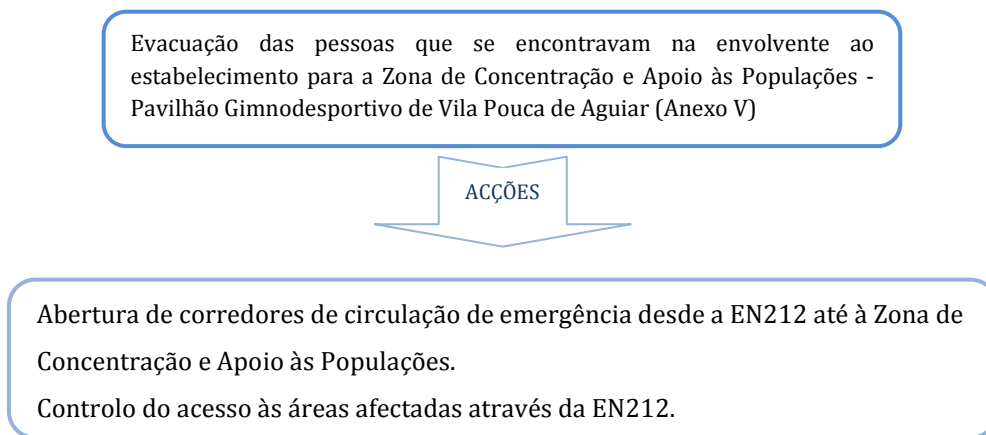 Evacuação das pessoas que se encontravam na envolvente ao
estabelecimento para a Zona de Concentração e Apoio às Populações -
Pavilhão Gimnodesportivo de Vila Pouca de Aguiar (Anexo V)
ACÇÕES
Abertura de corredores de circulação de emergência desde a EN212 até à Zona de
Concentração e Apoio às Populações.
Controlo do acesso às áreas afectadas através da EN212.